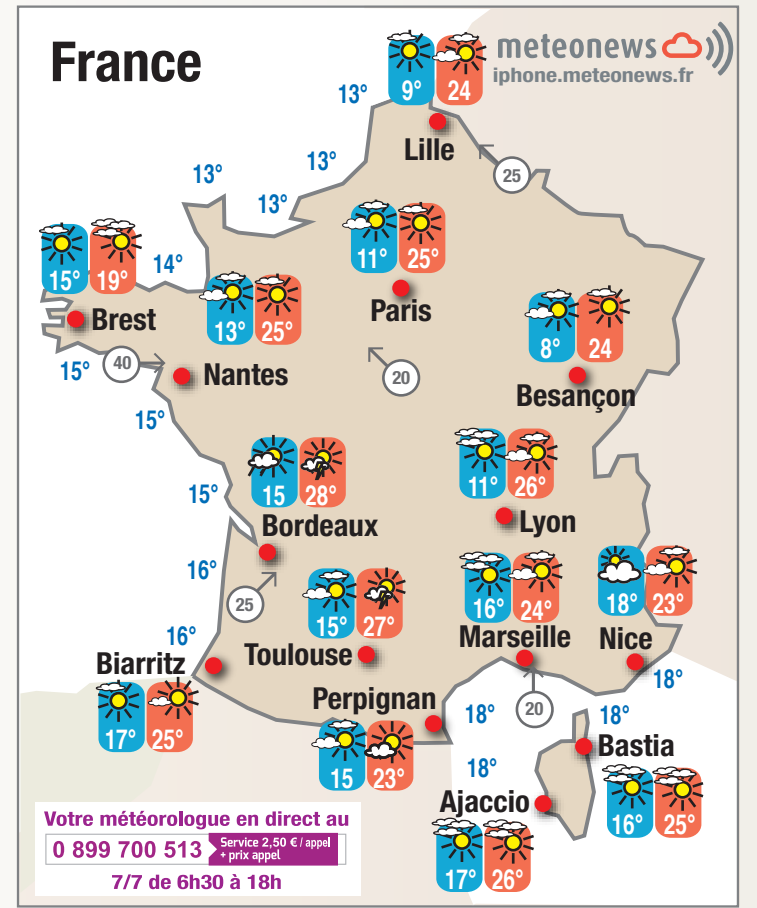 France
meteonews
iphone.meteonews.fr
9° 24
13°
Lille
13°
25
13°
13°
11° 25°
Paris
15° 19°
14°
Brest
13° 25°
Nantes
8° 24
Besançon
40
15°
20
15°
15 28°
Bordeaux
11° 26°
Lyon
15°
16°
25
15° 27°
Toulouse
16° 24°
Marseille
18° 23°
Nice
16°
Biarritz
17° 25°
18°
20
Perpignan
15 23°
18°
18°
Bastia
16° 25°
18°
Ajaccio
17° 26°
Votre météorologue en direct au
0 899 700 513
Service 2,50 € / appel
+ prix appel
7/7 de 6h30 à 18h